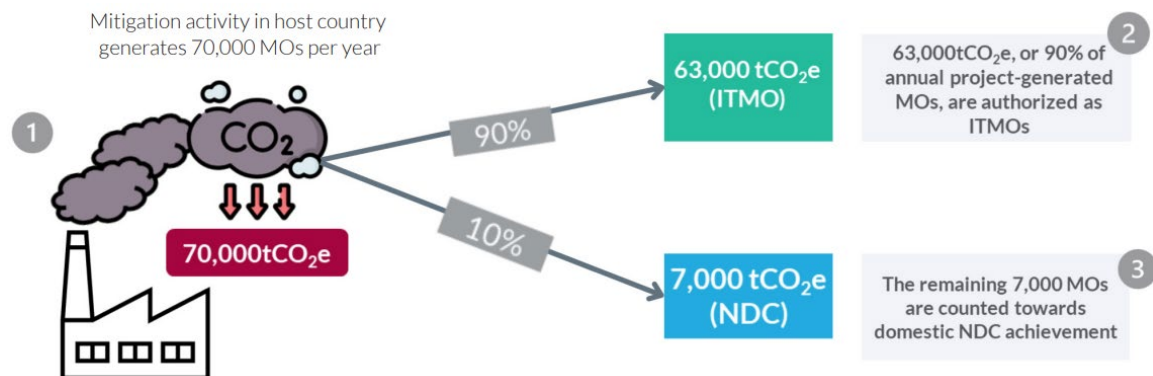 Mitigation activity in host country
generates 70,000 MOs per year
1
CO₂
70,000tCO₂e
90%
10%
63,000 tCO₂e
(ITMO)
2
63,000tCO₂e, or 90% of
annual project-generated
MOs, are authorized as
ITMOs
7,000 tCO₂e
(NDC)
3
The remaining 7,000 MOs
are counted towards
domestic NDC achievement